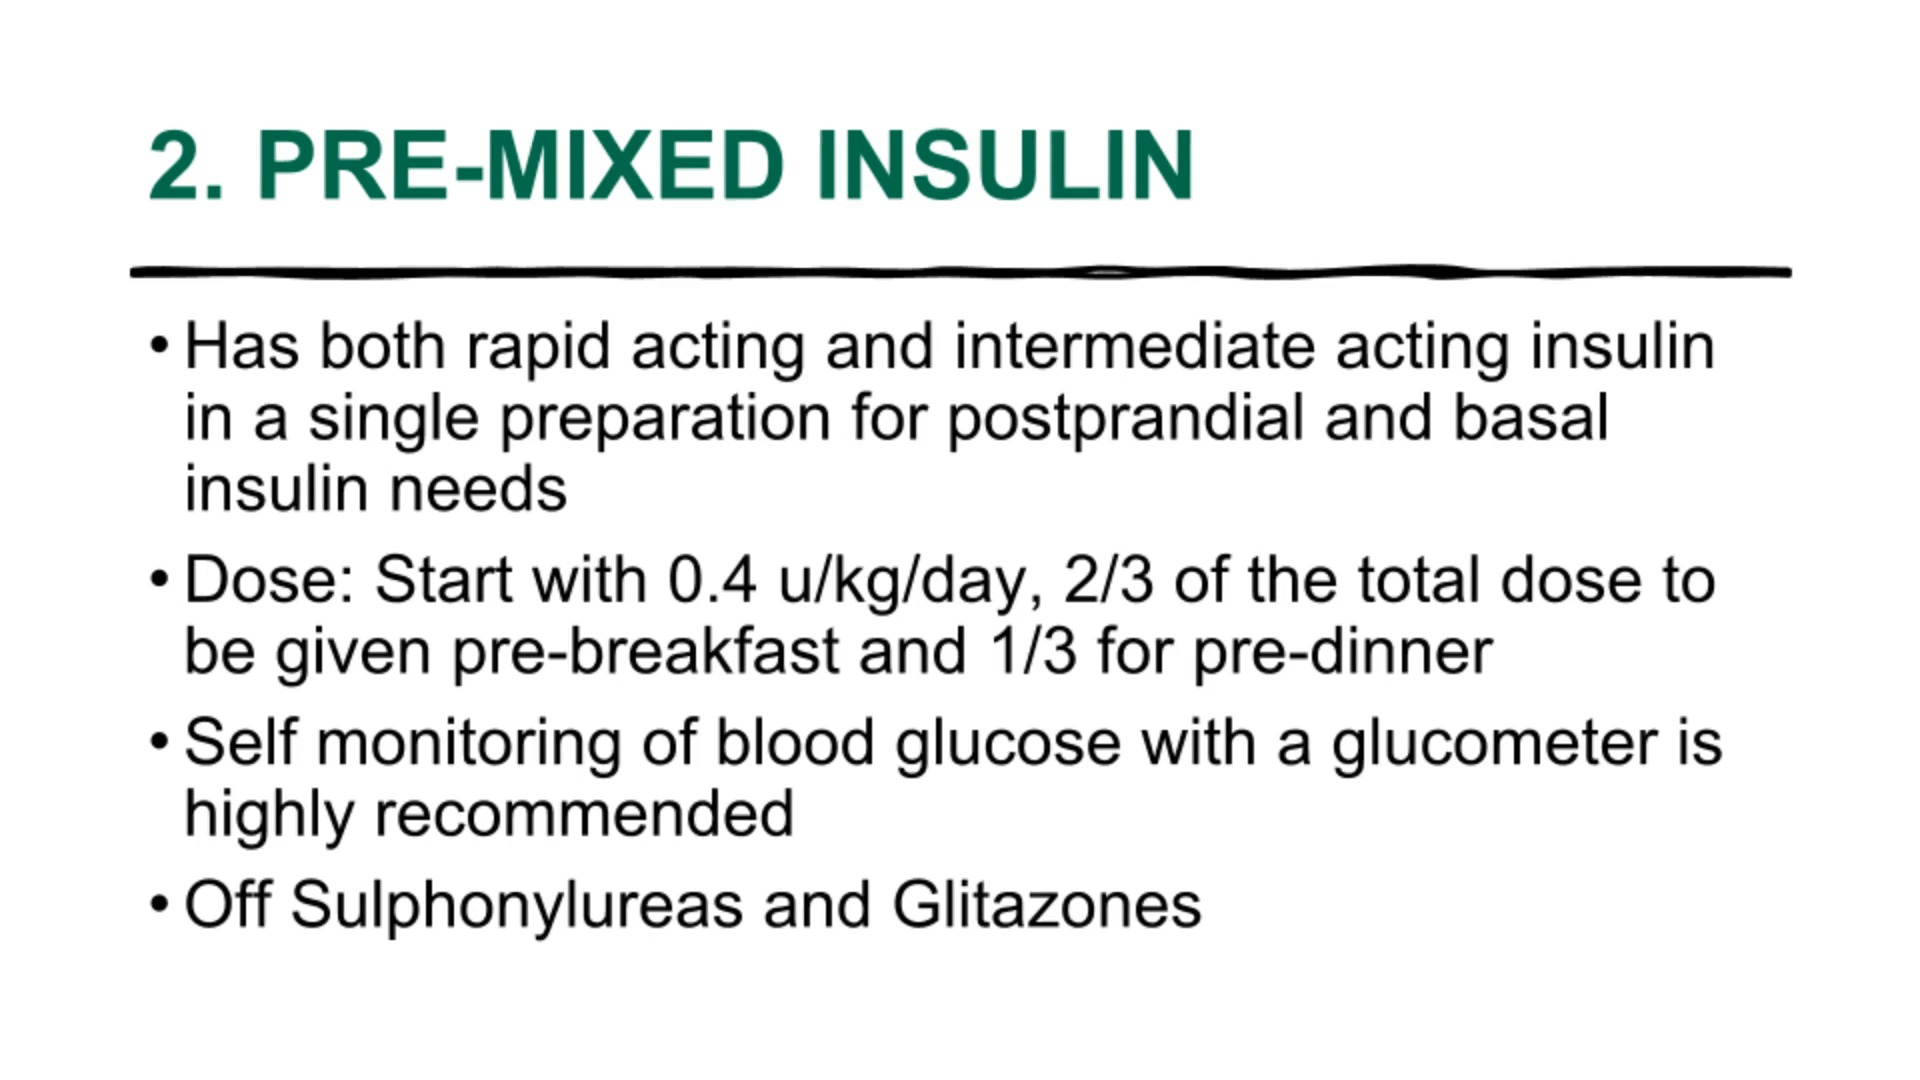 2. PRE-MIXED INSULIN
• Has both rapid acting and intermediate acting insulin
in a single preparation for postprandial and basal
insulin needs
• Dose: Start with 0.4 u/kg/day, 2/3 of the total dose to
be given pre-breakfast and 1/3 for pre-dinner
• Self monitoring of blood glucose with a glucometer is
highly recommended
• Off Sulphonylureas and Glitazones